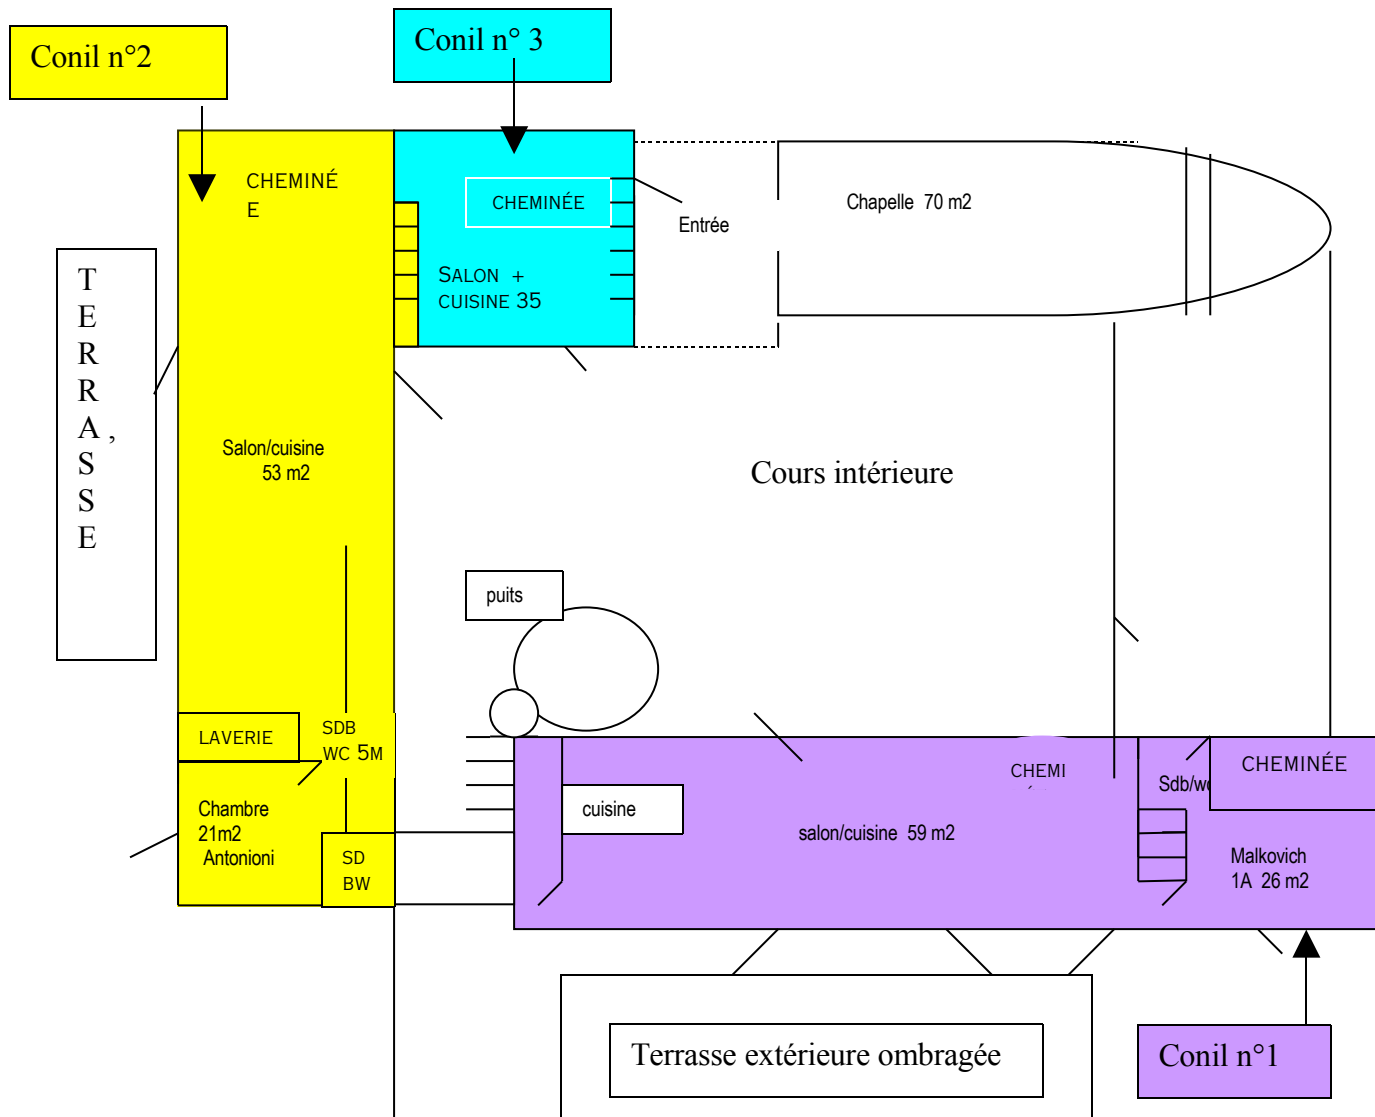 Conil n°2
Conil n° 3
CHEMINÉ
E
CHEMINÉE
Entrée
Chapelle 70 m2
SALON +
CUISINE 35
T
E
R
R
A ,
S
S
E
Salon/cuisine
53 m2
Cours intérieure
puits
LAVERIE
SDB
WC 5M
Chambre
21m2
Antonioni
SD
BW
cuisine
salon/cuisine 59 m2
CHEMI
Sdb/wc
CHEMINÉE
Malkovich
1A 26 m2
Terrasse extérieure ombragée
Conil n°1